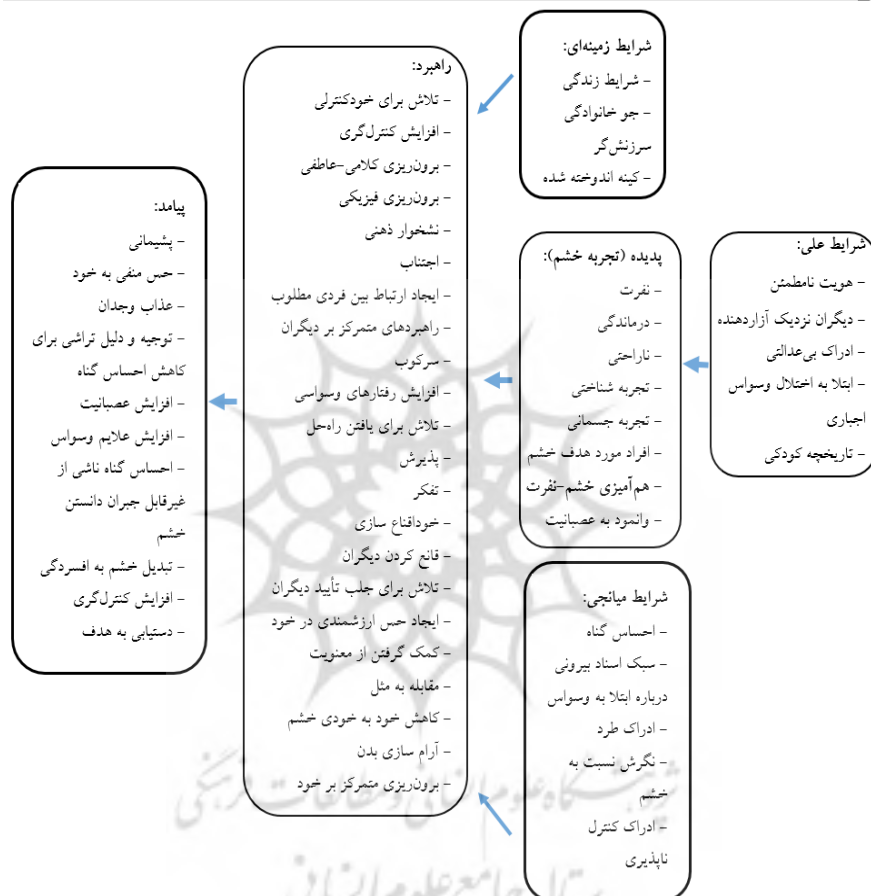 شرایط زمینه‌ای:
- شرایط زندگی
- جو خانوادگی
سرزنش‌گر
- کینه اندوخته شده
شرایط علی:
- هویت نامطمئن
- دیگران نزدیک آزاردهنده
- ادراک بی‌عدالتی
- ابتلا به اختلال وسواس
اجباری
- تاریخچه کودکی
پدیده (تجربه خشم):
- نفرت
- درماندگی
- ناراحتی
- تجربه شناختی
- تجربه جسمانی
- افراد مورد هدف خشم
- هم‌آمیزی خشم-نفرت
- وانمود به عصبانیت
شرایط میانجی:
- احساس گناه
- سبک اسناد بیرونی
درباره ابتلا به وسواس
- ادراک طرد
- نگرش نسبت به
خشم
- ادراک کنترل
ناپذیری
راهبرد:
- تلاش برای خودکنترلی
- افزایش کنترل‌گری
- برون‌ریزی کلامی-عاطفی
- برون‌ریزی فیزیکی
- نشخوار ذهنی
- اجتناب
- ایجاد ارتباط بین فردی مطلوب
- راهبردهای متمرکز بر دیگران
- سرکوب
- افزایش رفتارهای وسواسی
- تلاش برای یافتن راه‌حل
- پذیرش
- تفکر
- خوداقناع سازی
- قانع کردن دیگران
- تلاش برای جلب تأیید دیگران
- ایجاد حس ارزشمندی در خود
- کمک گرفتن از معنویت
- مقابله به مثل
- کاهش خود به خودی خشم
- آرام سازی بدن
- برون‌ریزی متمرکز بر خود
پیامد:
- پشیمانی
- حس منفی به خود
- عذاب وجدان
- توجیه و دلیل تراشی برای
کاهش احساس گناه
- افزایش عصبانیت
- افزایش علایم وسواس
- احساس گناه ناشی از
غیرقابل جبران دانستن
خشم
- تبدیل خشم به افسردگی
- افزایش کنترل‌گری
- دستیابی به هدف
پژوهشگاه علوم انسانی و مطالعات فرهنگی
پرتال جامع علوم انسانی